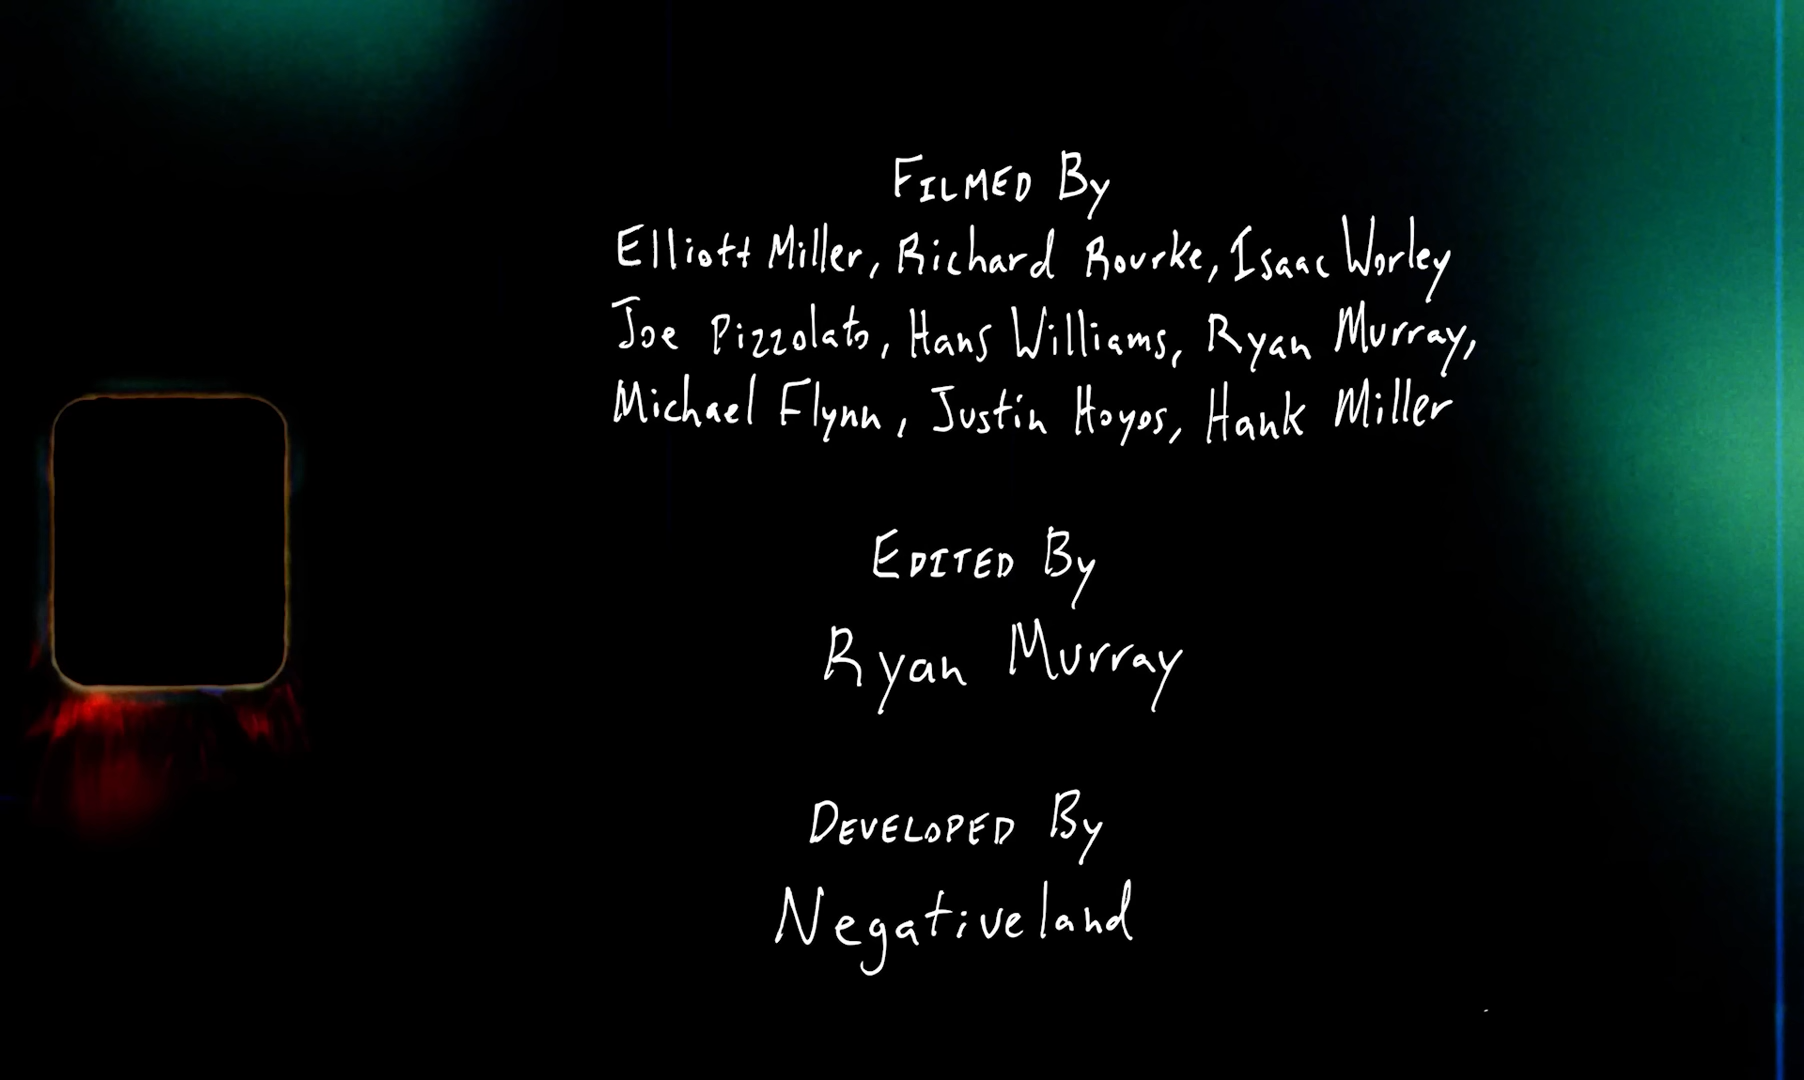 FILMED By
Elliott Miller, Richard Rourke, Isaac Worley
Joe Pizzolato, Hans Williams, Ryan Murray,
Michael Flynn, Justin Hoyos, Hank Miller
EDITED By
Ryan Murray
DEVELOPED By
Negativeland